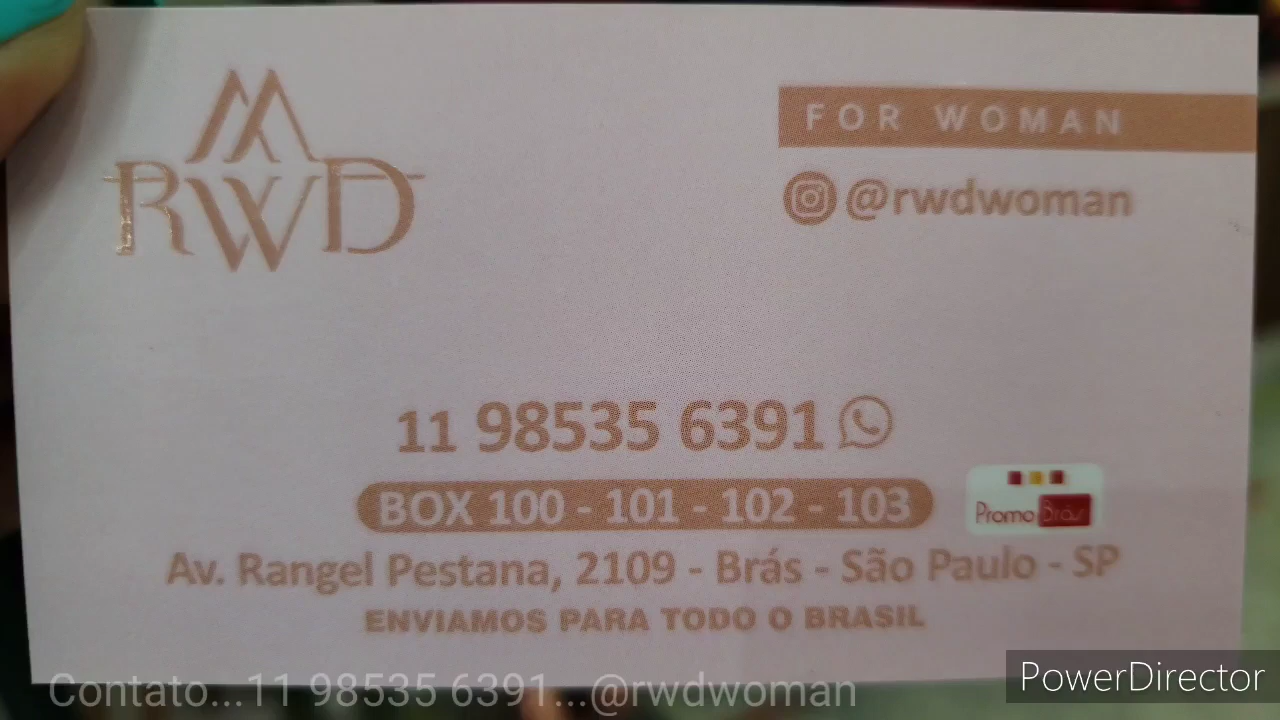 RWD
FOR WOMAN
@rwdwoman
11 98535 6391
BOX 100 - 101 - 102 - 103
Promo Brás
Av. Rangel Pestana, 2109 - Brás - São Paulo - SP
ENVIAMOS PARA TODO O BRASIL
Contato...11 98535 6391...@rwdwoman
PowerDirector